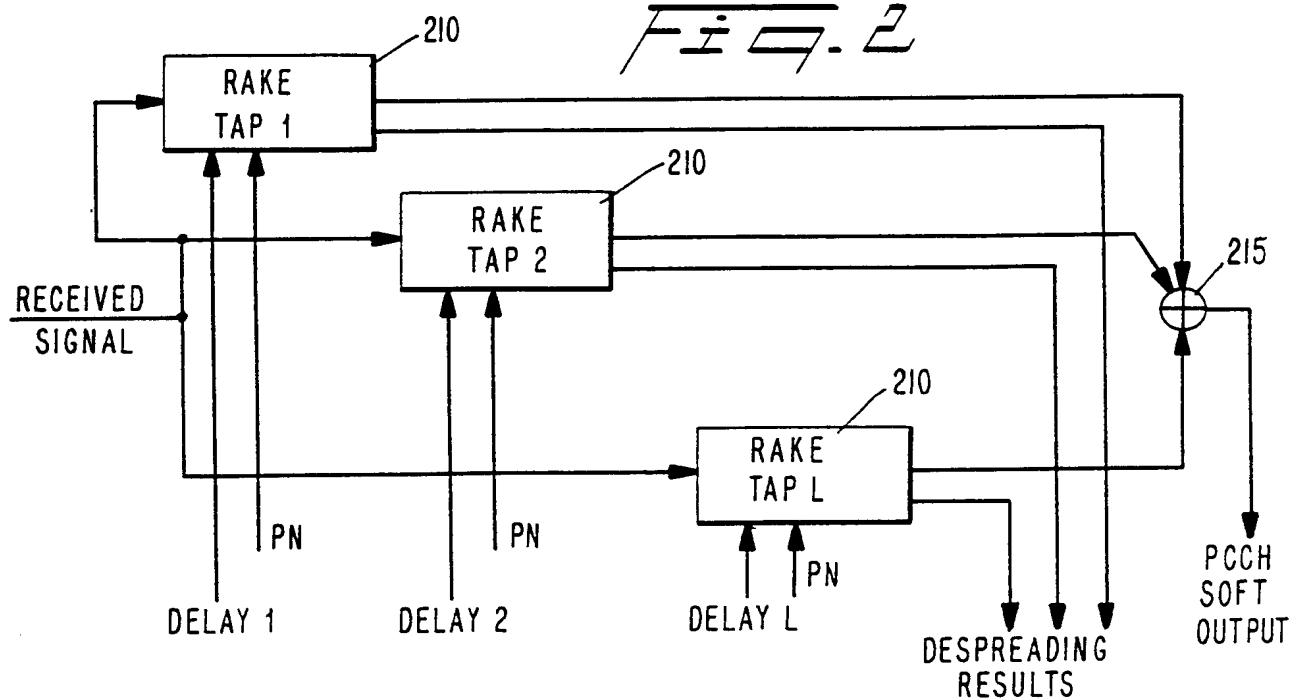 Fig. 2
210
RAKE
TAP 1
210
RAKE
TAP 2
215
RECEIVED
SIGNAL
210
RAKE
TAP L
PN
PN
PN
DELAY 1
DELAY 2
DELAY L
PCCH
SOFT
OUTPUT
DESPREADING
RESULTS